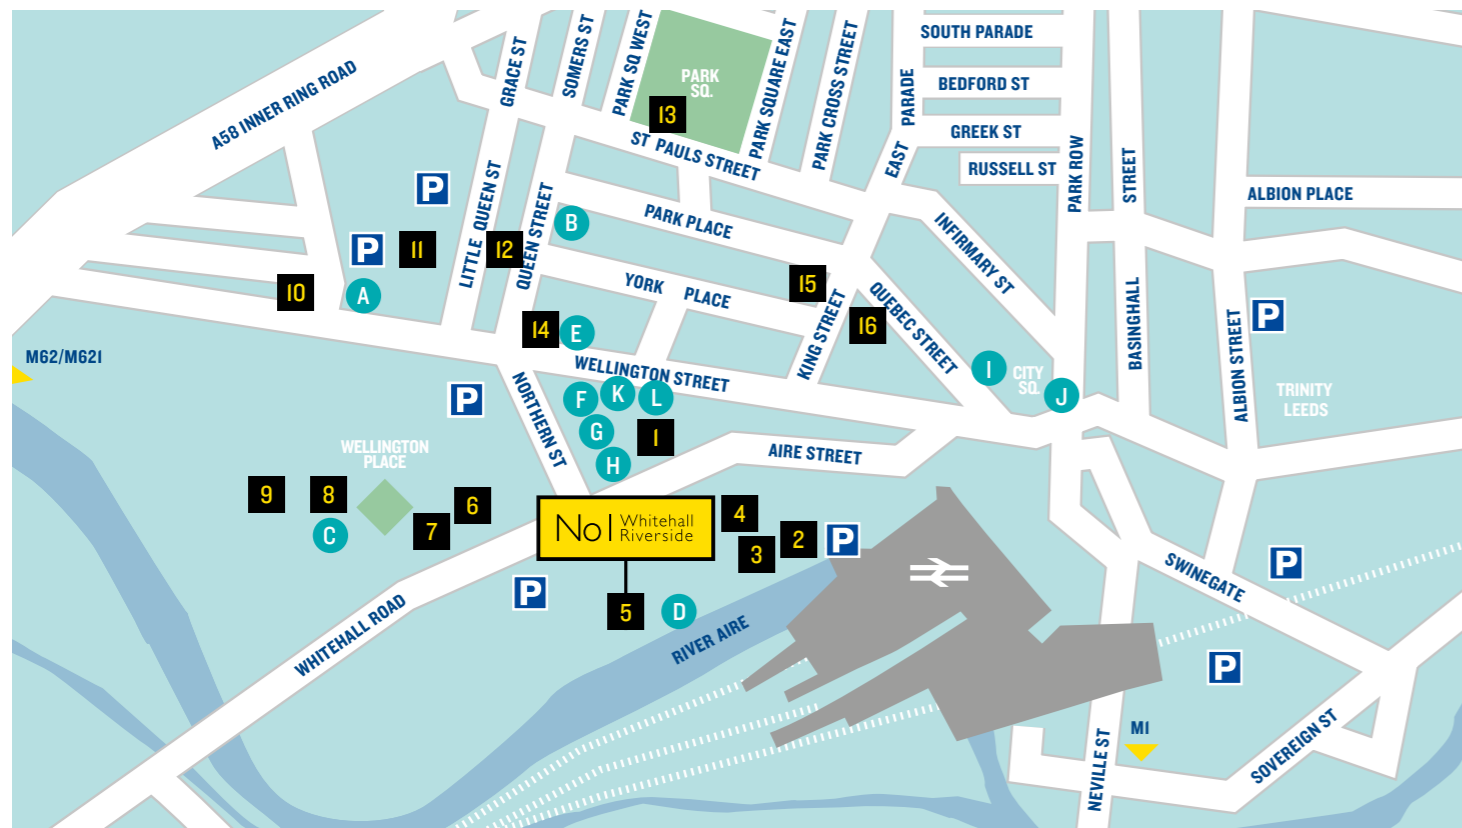 A58 INNER RING ROAD
GRACE ST
SOMERS ST
PARK SQ WEST
PARK
SQ.
13
PARK SQUARE EAST
PARK CROSS STREET
SOUTH PARADE
BEDFORD ST
GREEK ST
RUSSELL ST
EAST PARADE
PARK ROW
ST PAULS STREET
ALBION PLACE
P
P
11
10
A
LITTLE QUEEN ST
12
QUEEN STREET
B
PARK PLACE
YORK PLACE
15
16
KING STREET
QUEBEC STREET
INFIRMARY ST
BASINGHALL STREET
ALBION STREET
P
TRINITY
LEEDS
M62/M621
14
E
WELLINGTON STREET
NORTHERN ST
P
F
K
L
G
1
H
I
CITY
SQ.
J
AIRE STREET
WELLINGTON
PLACE
9
8
C
7
6
No1 Whitehall
Riverside
4
3
2
P
P
5
D
WHITEHALL ROAD
RIVER AIRE
SWINEGATE
P
P
M1
NEVILLE ST
SOVEREIGN ST